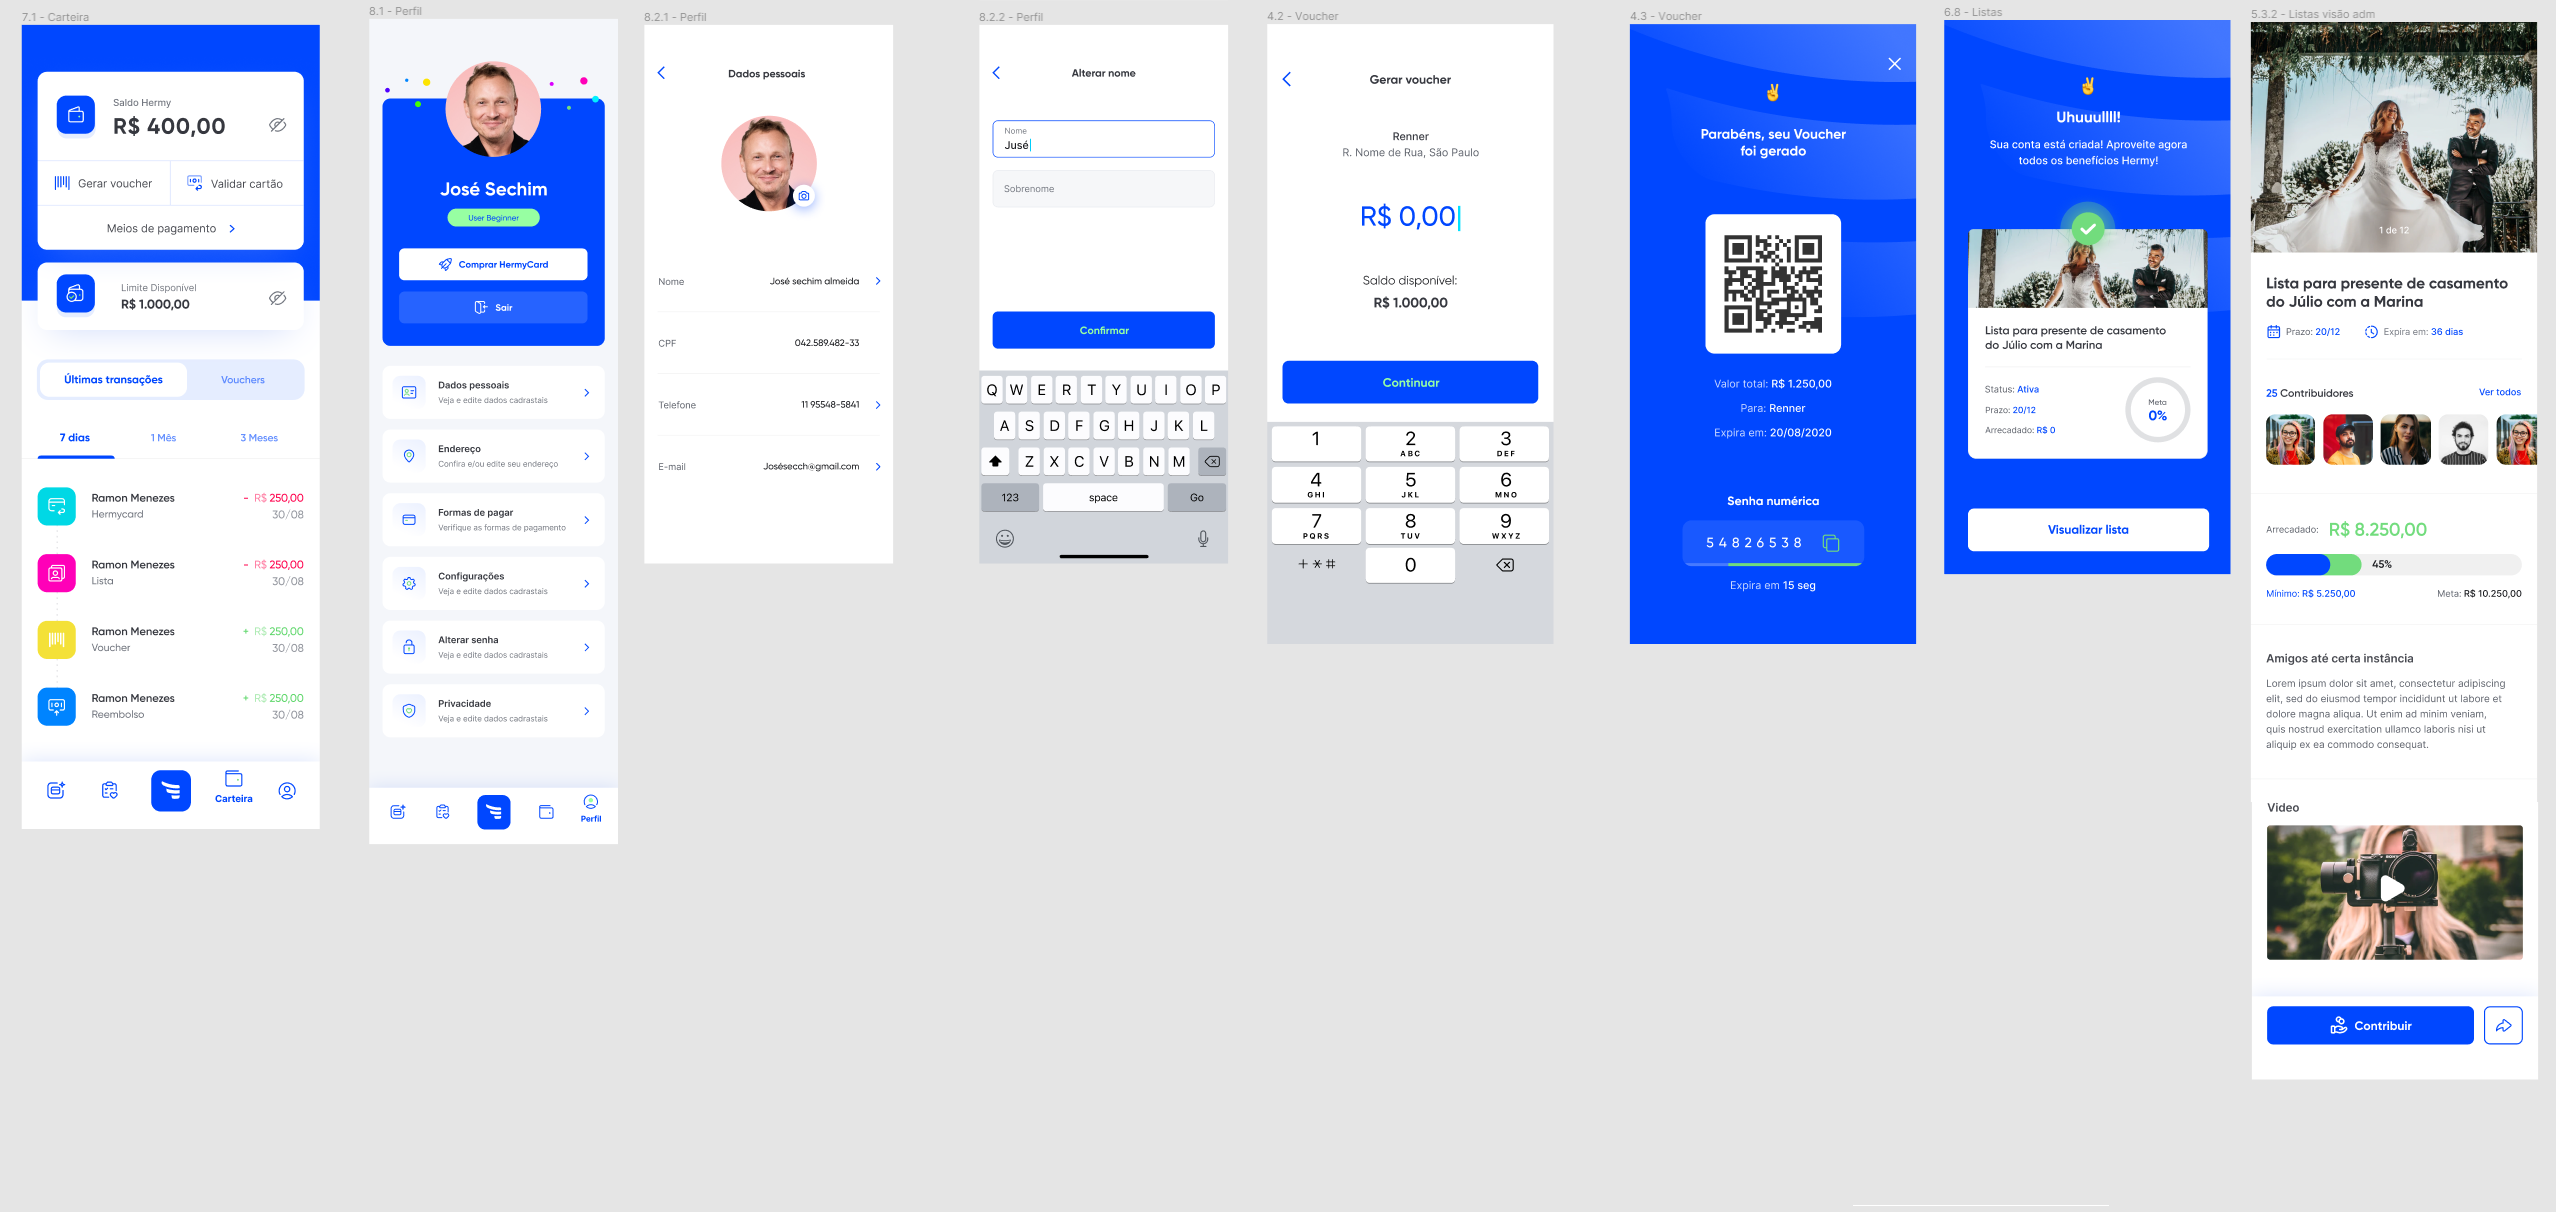 7.1 - Carteira
Saldo Hermy
R$ 400,00
Gerar voucher
Validar cartão
Meios de pagamento
Limite Disponível
R$ 1.000,00
Últimas transações
Vouchers
7 dias
1 Mês
3 Meses
Ramon Menezes
- R$ 250,00
Hermycard
30/08
Ramon Menezes
- R$ 250,00
Lista
30/08
Ramon Menezes
+ R$ 250,00
Voucher
30/08
Ramon Menezes
+ R$ 250,00
Reembolso
30/08
Carteira
8.1 - Perfil
José Sechim
User Beginner
Comprar HermyCard
Sair
Dados pessoais
Veja e edite dados cadrastais
Endereço
Confira e/ou edite seu endereço
Formas de pagar
Verifique as formas de pagamento
Configurações
Veja e edite dados cadrastais
Alterar senha
Veja e edite dados cadrastais
Privacidade
Veja e edite dados cadrastais
Perfil
8.2.1 - Perfil
Dados pessoais
Nome
José sechim almeida
CPF
042.589.482-33
Telefone
11 95548-5841
E-mail
Josésecch@gmail.com
8.2.2 - Perfil
Alterar nome
Nome
Jusé
Sobrenome
Confirmar
Q W E R T Y U I O P
A S D F G H J K L
Z X C V B N M
123
space
Go
4.2 - Voucher
Gerar voucher
Renner
R. Nome de Rua, São Paulo
R$ 0,00
Saldo disponível:
R$ 1.000,00
Continuar
1
2
ABC
3
DEF
4
GHI
5
JKL
6
MNO
7
PQRS
8
TUV
9
WXYZ
+ * #
0
4.3 - Voucher
Parabéns, seu Voucher
foi gerado
Valor total: R$ 1.250,00
Para: Renner
Expira em: 20/08/2020
Senha numérica
5 4 8 2 6 5 3 8
Expira em 15 seg
6.8 - Listas
Uhuuullll!
Sua conta está criada! Aproveite agora
todos os benefícios Hermy!
Lista para presente de casamento
do Júlio com a Marina
Status: Ativa
Prazo: 20/12
Arrecadado: R$ 0
Meta
0%
Visualizar lista
5.3.2 - Listas visão adm
1 de 12
Lista para presente de casamento
do Júlio com a Marina
Prazo: 20/12
Expira em: 36 dias
25 Contribuidores
Ver todos
Arrecadado: R$ 8.250,00
45%
Mínimo: R$ 5.250,00
Meta: R$ 10.250,00
Amigos até certa instância
Lorem ipsum dolor sit amet, consectetur adipiscing
elit, sed do eiusmod tempor incididunt ut labore et
dolore magna aliqua. Ut enim ad minim veniam,
quis nostrud exercitation ullamco laboris nisi ut
aliquip ex ea commodo consequat.
Video
Contribuir